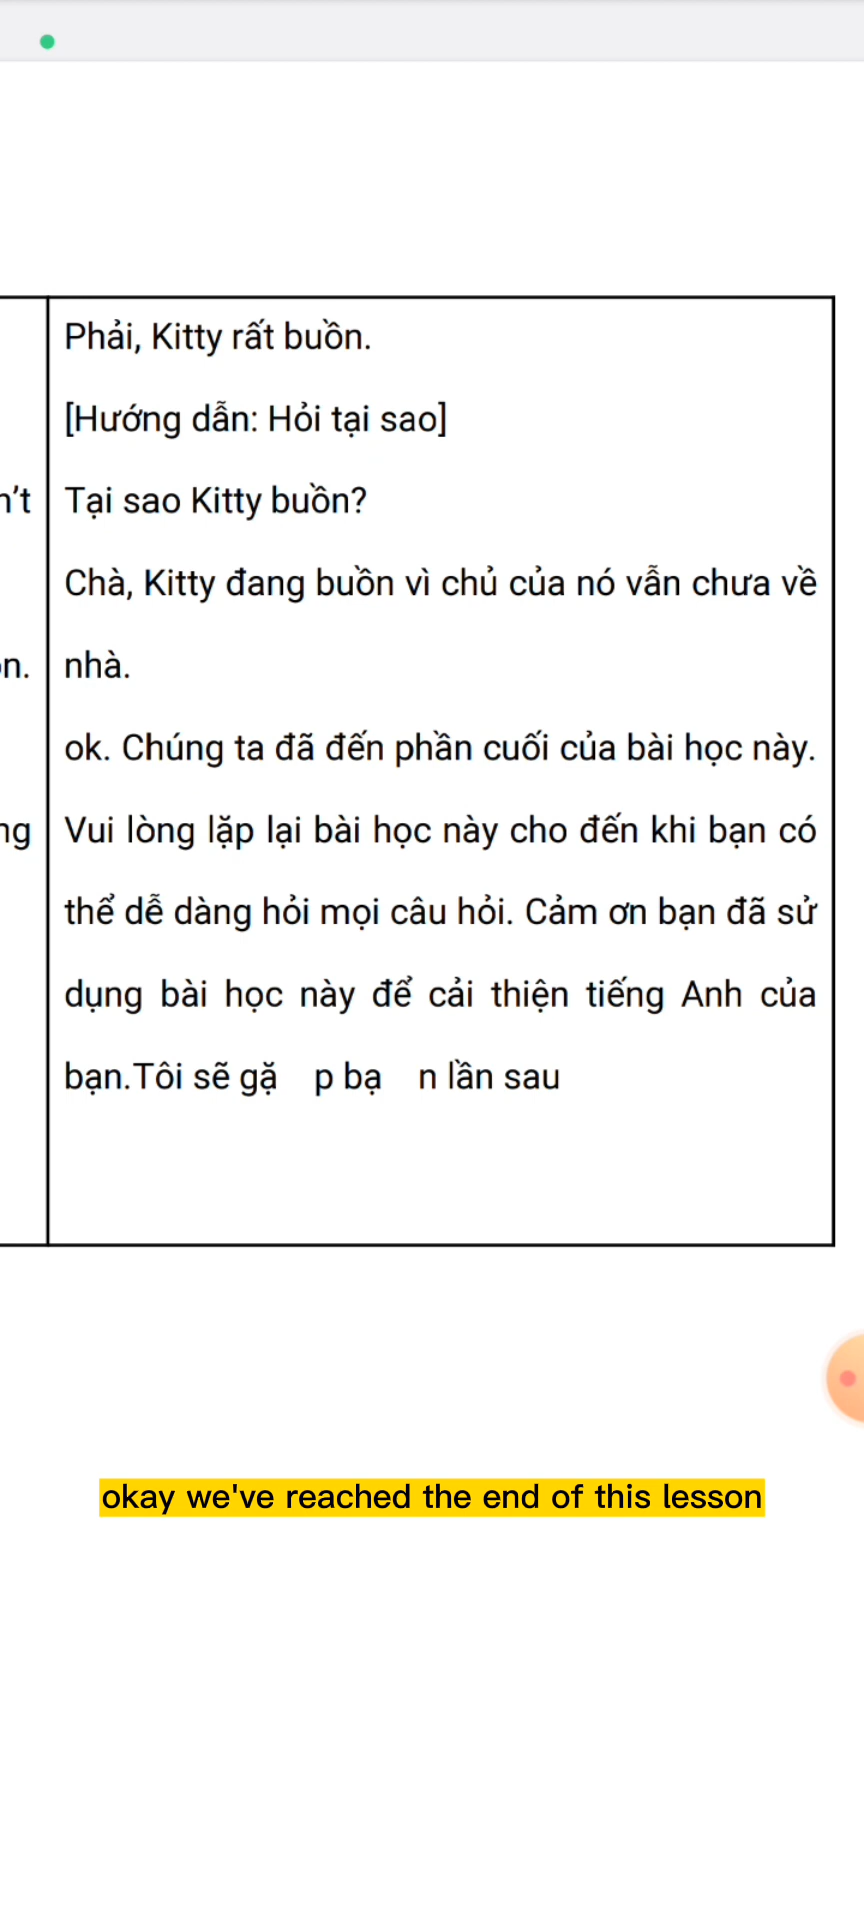 Phải, Kitty rất buồn.
[Hướng dẫn: Hỏi tại sao]
n't
Tại sao Kitty buồn?
Chà, Kitty đang buồn vì chủ của nó vẫn chưa về
n.
nhà.
ok. Chúng ta đã đến phần cuối của bài học này.
ng
Vui lòng lặp lại bài học này cho đến khi bạn có
thể dễ dàng hỏi mọi câu hỏi. Cảm ơn bạn đã sử
dụng bài học này để cải thiện tiếng Anh của
bạn.Tôi sẽ gặ p bạ n lần sau
okay we've reached the end of this lesson